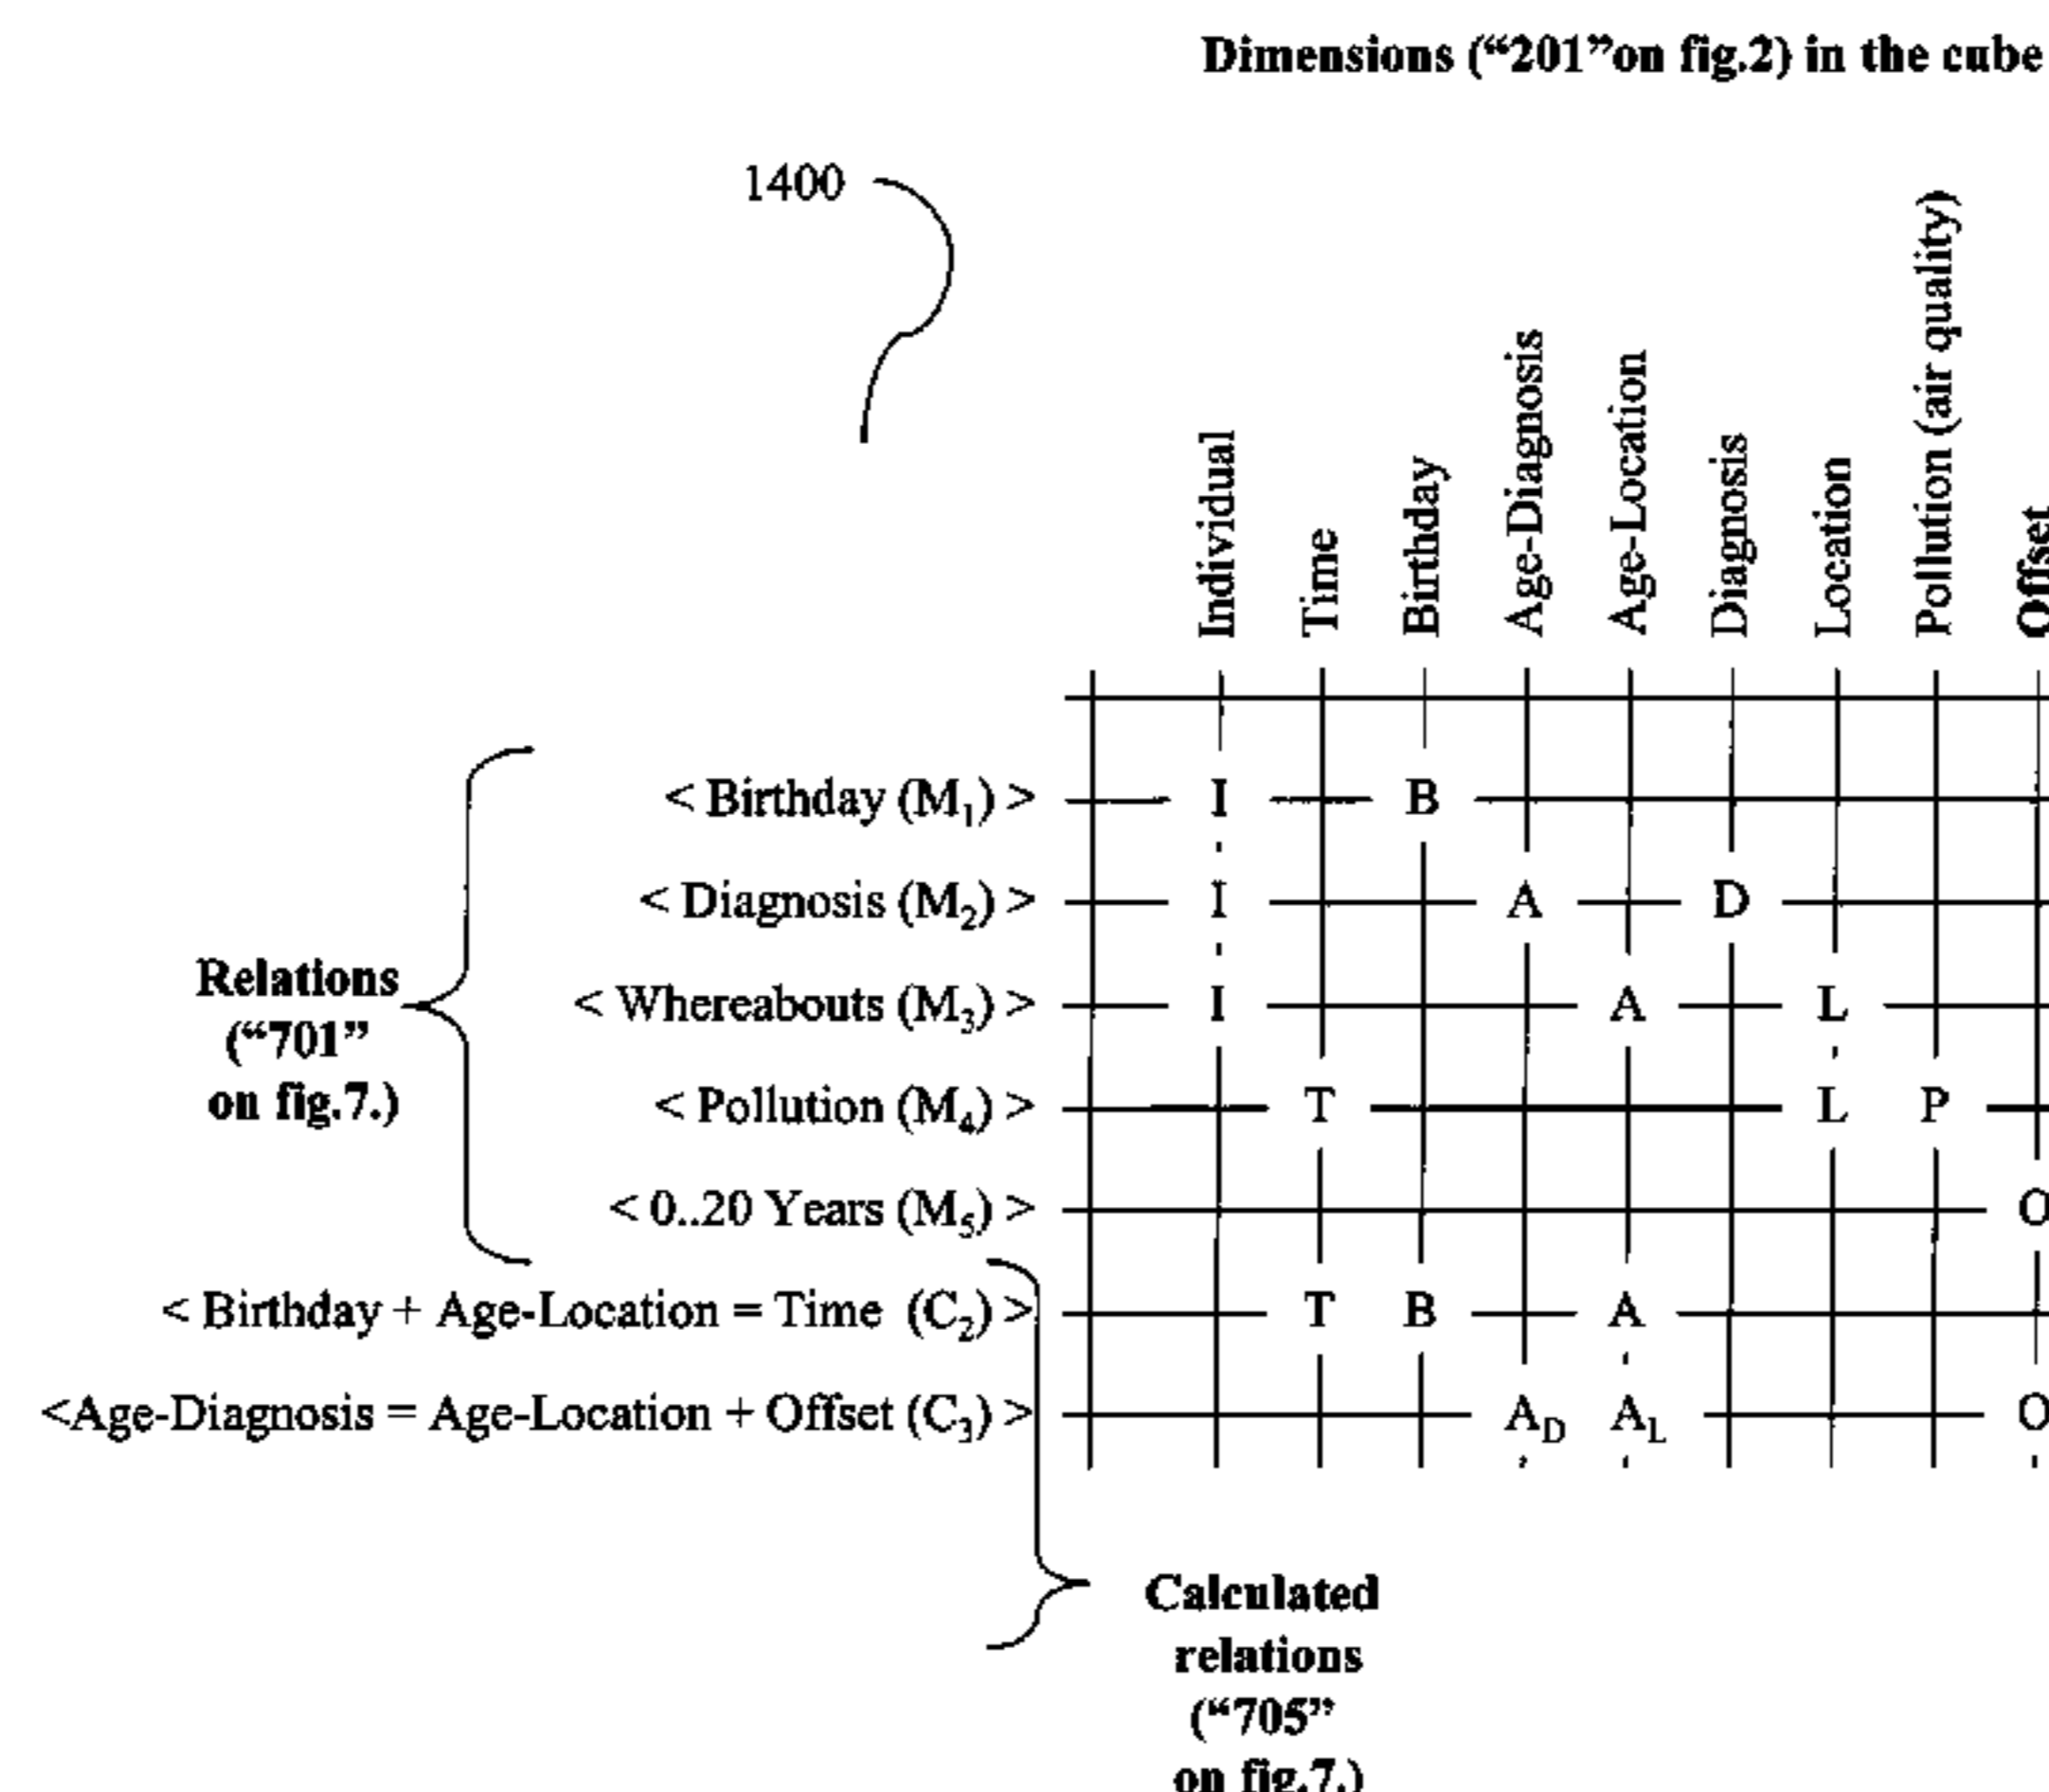 Dimensions (“201”on fig.2) in the cube
1400
Individual
Time
Birthday
Age-Diagnosis
Age-Location
Diagnosis
Location
Pollution (air quality)
Offset
< Birthday (M₁) > I B
< Diagnosis (M₂) > I A D
< Whereabouts (M₃) > I A L
< Pollution (M₄) > T L P
< 0..20 Years (M₅) > O
< Birthday + Age-Location = Time (C₂) > T B A
<Age-Diagnosis = Age-Location + Offset (C₃) > A_D A_L O
Relations
(“701”
on fig.7.)
Calculated
relations
(“705”
on fig.7.)